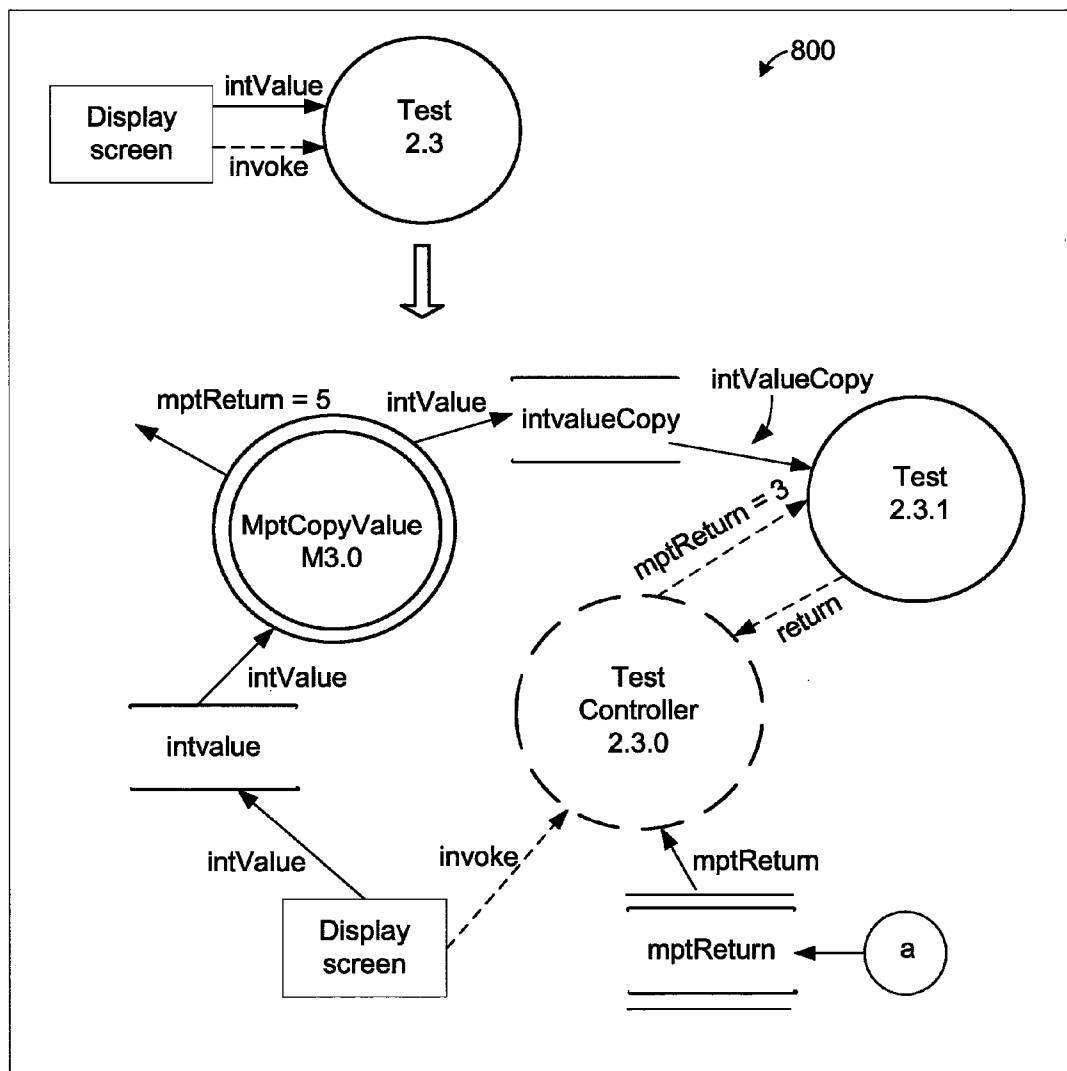 800
intValue
Display
screen
invoke
Test
2.3
mptReturn = 5
intValue
intvalueCopy
intValueCopy
Test
2.3.1
MptCopyValue
M3.0
mptReturn = 3
return
intValue
Test
Controller
2.3.0
intvalue
intValue
invoke
mptReturn
Display
screen
mptReturn
a